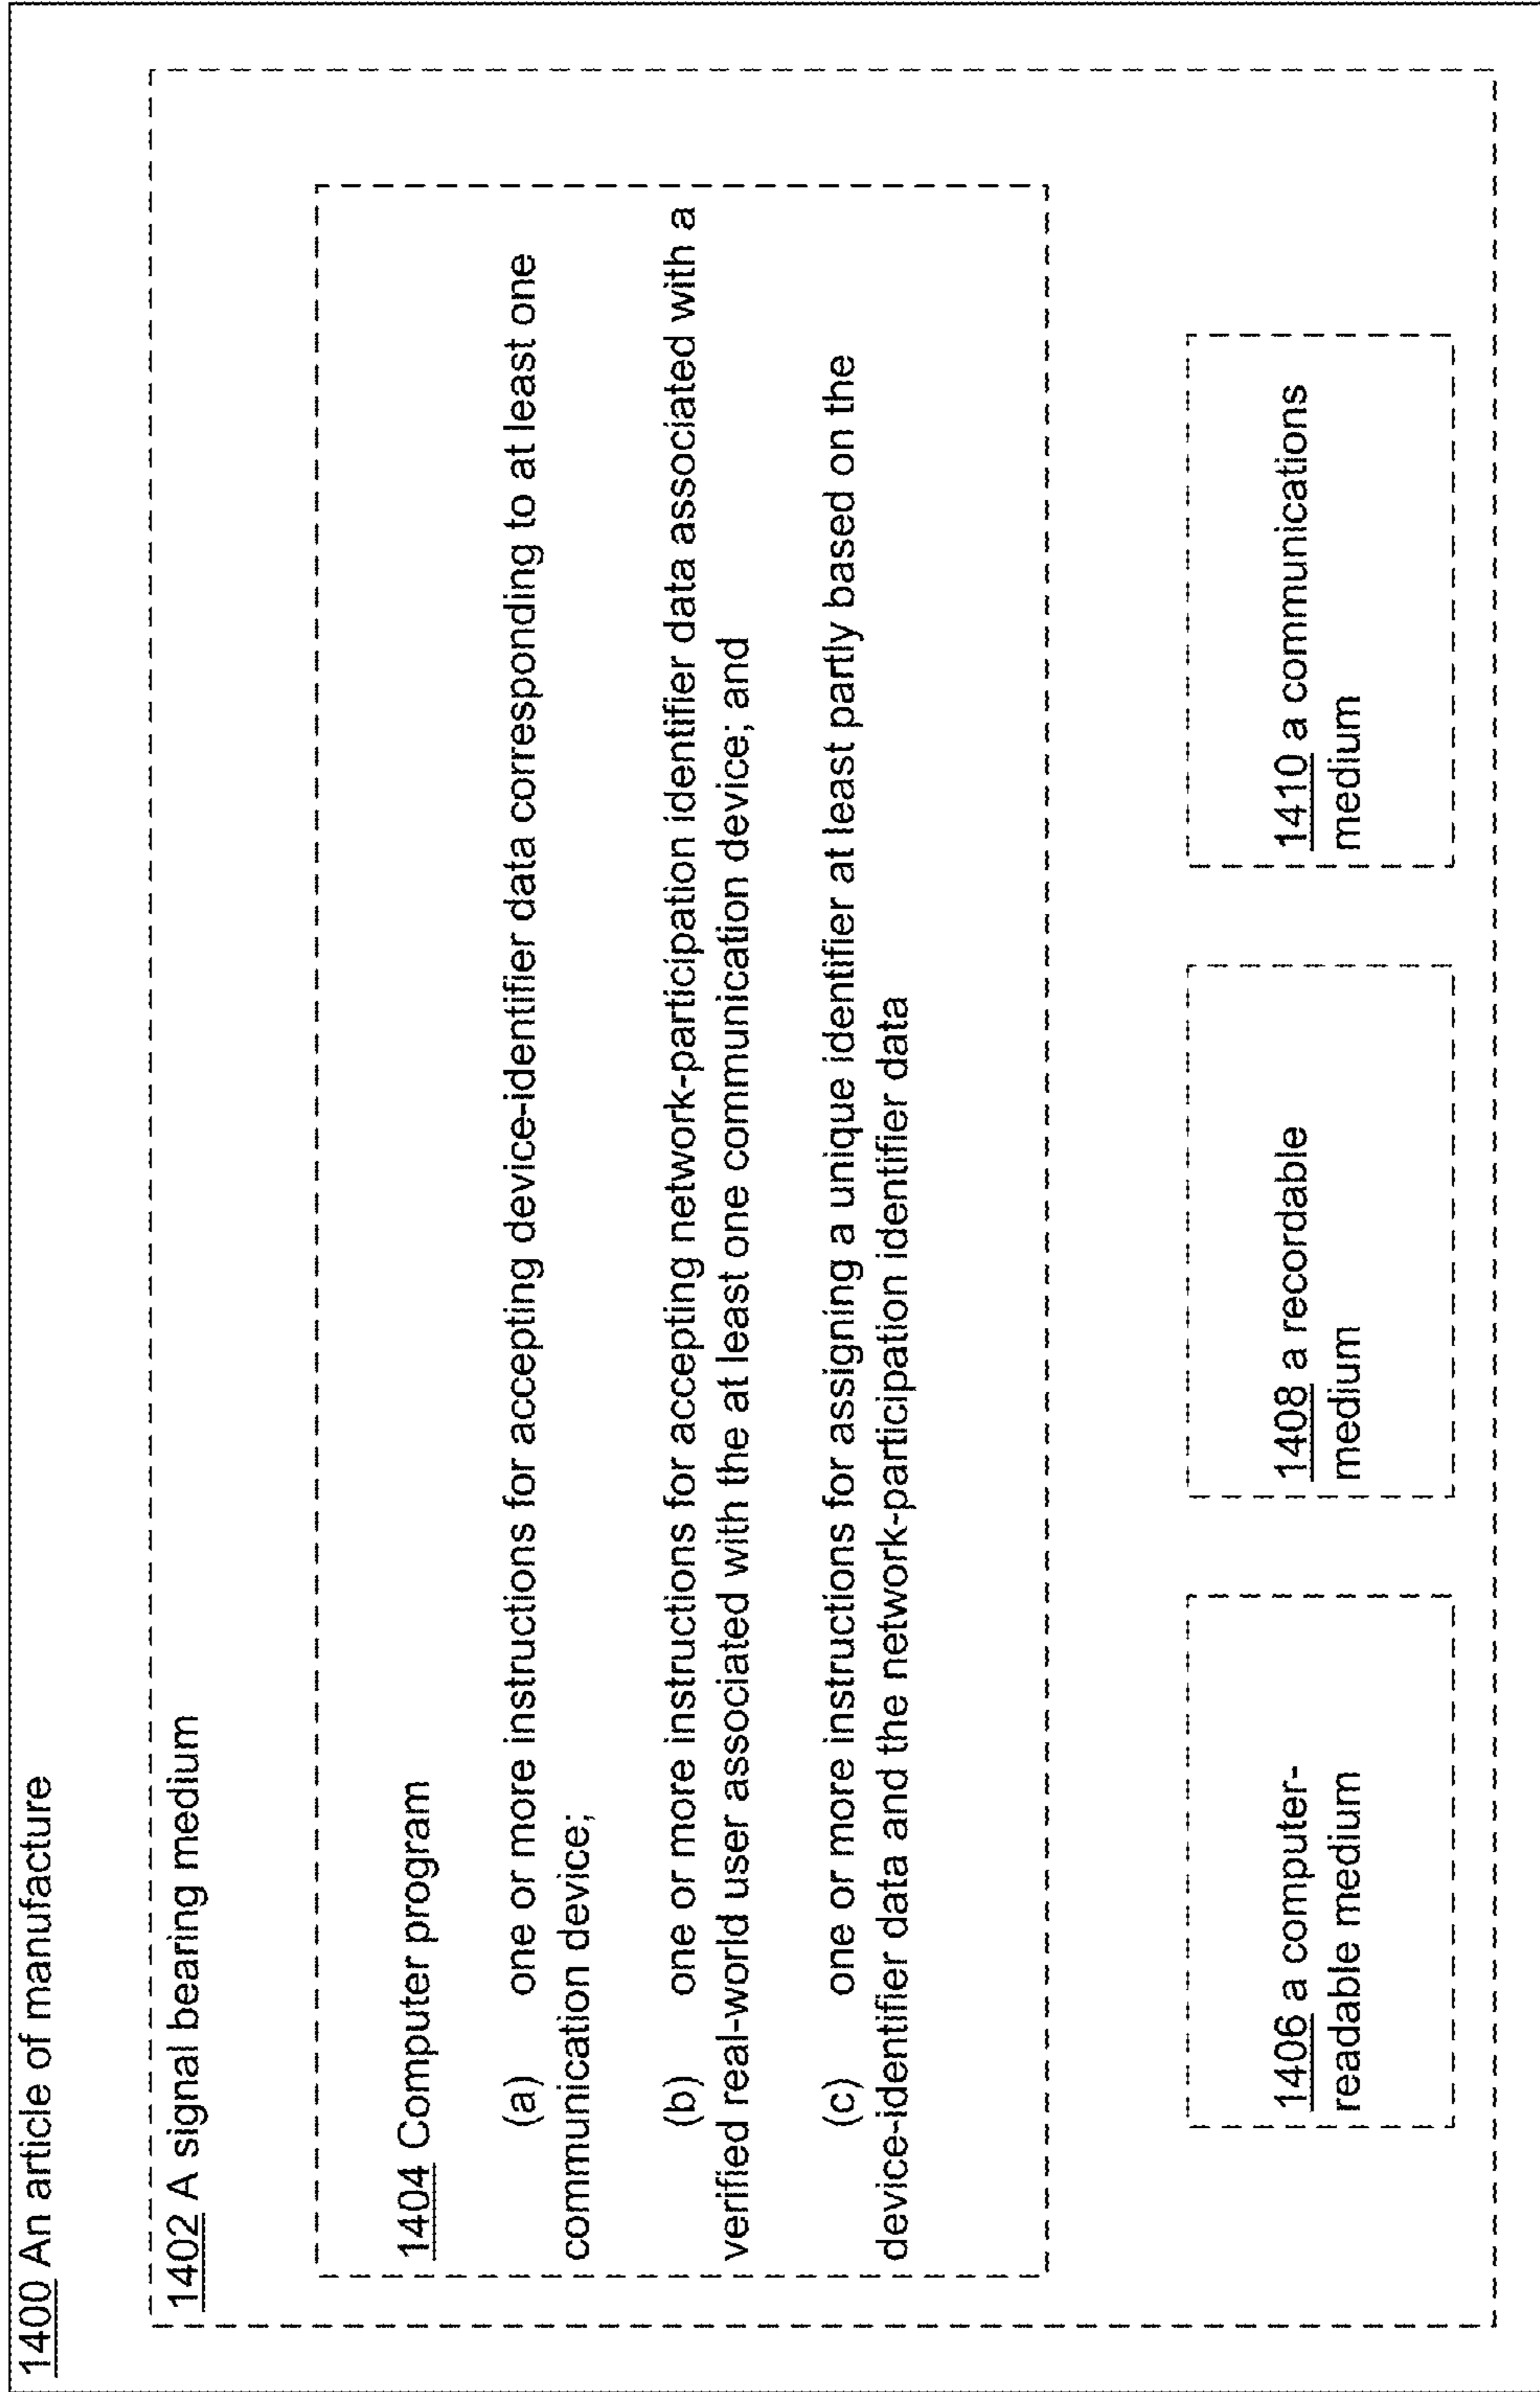 1400 An article of manufacture
1402 A signal bearing medium
1404 Computer program
(a) one or more instructions for accepting device-identifier data corresponding to at least one
communication device;
(b) one or more instructions for accepting network-participation identifier data associated with a
verified real-world user associated with the at least one communication device; and
(c) one or more instructions for assigning a unique identifier at least partly based on the
device-identifier data and the network-participation identifier data
1406 a computer-
readable medium
1408 a recordable
medium
1410 a communications
medium